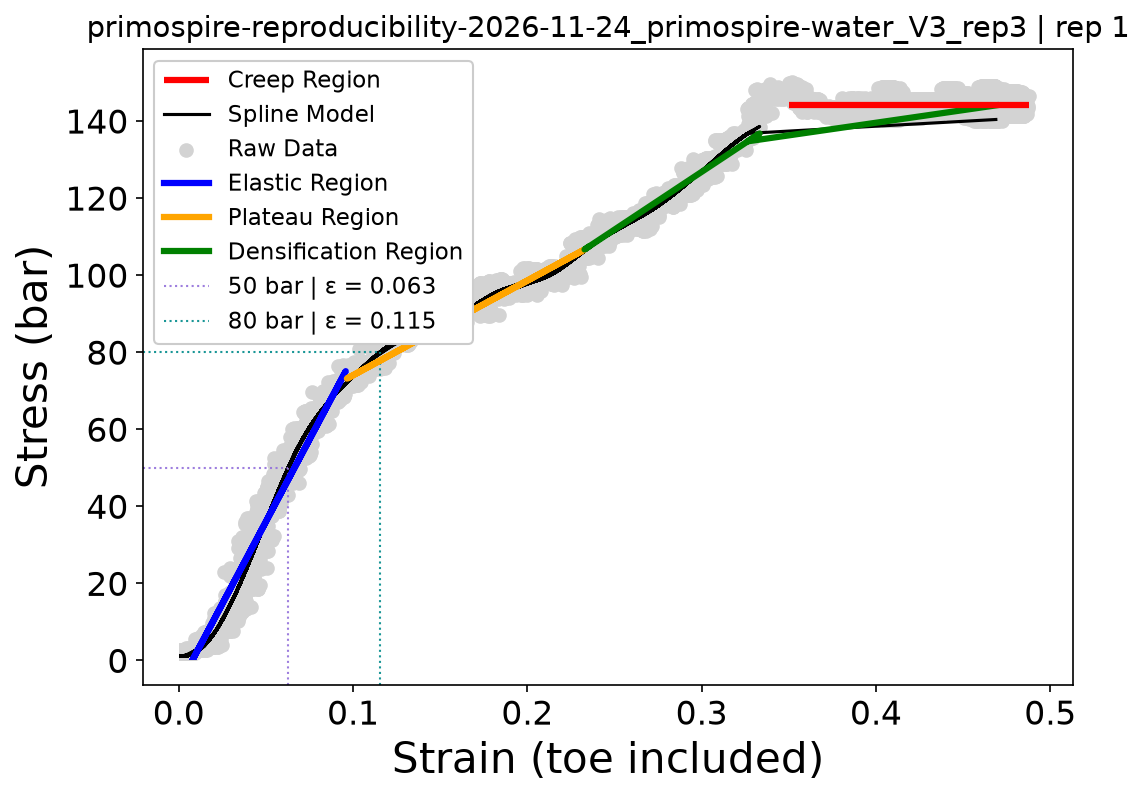 primospire-reproducibility-2026-11-24_primospire-water_V3_rep3 | rep 1
Creep Region
Spline Model
Raw Data
Elastic Region
Plateau Region
Densification Region
50 bar | ε = 0.063
80 bar | ε = 0.115
Stress (bar)
140
120
100
80
60
40
20
0
0.0 0.1 0.2 0.3 0.4 0.5
Strain (toe included)